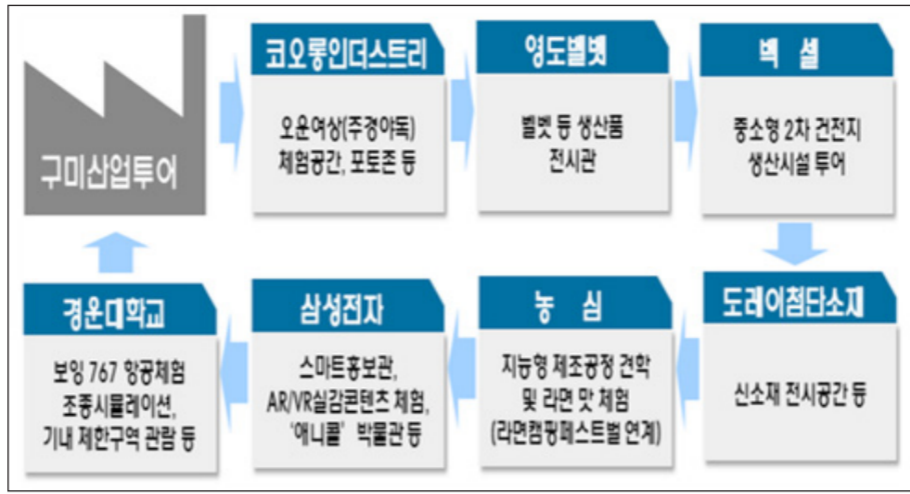 구미산업투어
코오롱인더스트리
오운여상(주경야독)
체험공간, 포토존 등
영도벨벳
벨벳 등 생산품
전시관
벡 셀
중소형 2차 건전지
생산시설 투어
도레이첨단소재
신소재 전시공간 등
농 심
지능형 제조공정 견학
및 라면 맛 체험
(라면캠핑페스트벌 연계)
삼성전자
스마트홍보관,
AR/VR실감콘텐츠 체험,
‘애니콜’ 박물관 등
경운대학교
보잉 767 항공체험
조종시뮬레이션,
기내 제한구역 관람 등